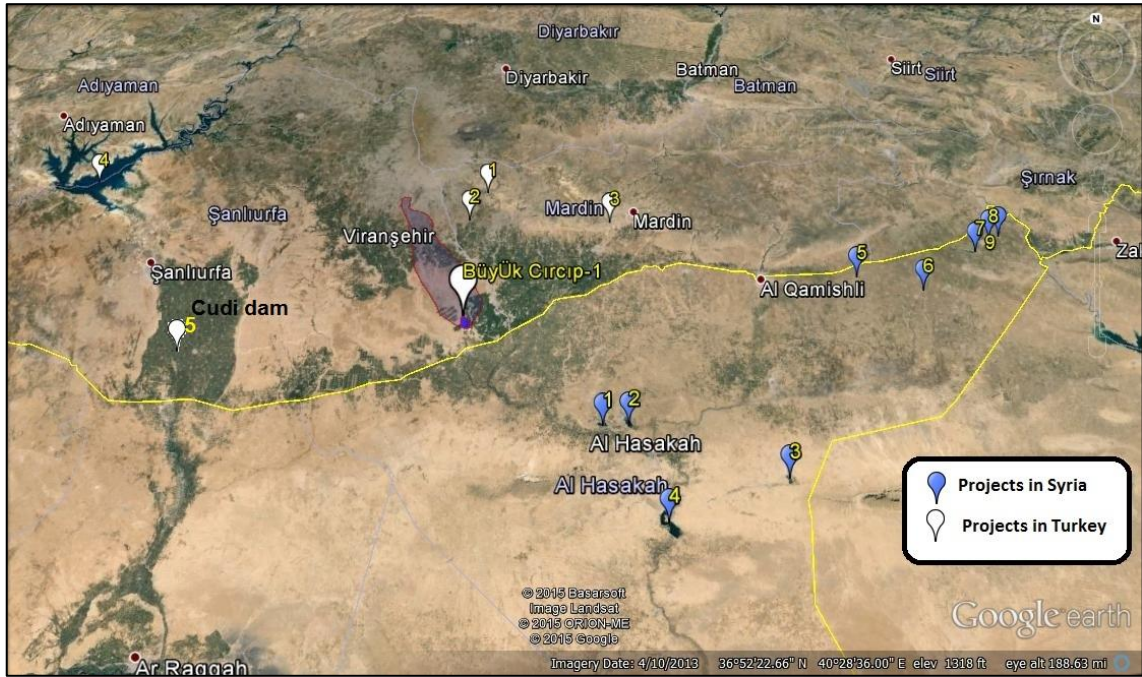 N
Diyarbakır
Diyarbakir
Batman
Batman
Siirt
Siirt
Adıyaman
Adıyaman
4
1
2
3
Şırnak
Şanlıurfa
Mardin
Mardin
Viranşehir
7
8
9
5
6
Zal
Şanlıurfa
BüyÜk Cırcıp-1
Al Qamishli
Cudi dam
5
1
2
Al Hasakah
3
Al Hasakah
4
Projects in Syria
Projects in Turkey
© 2015 Basarsoft
Image Landsat
© 2015 ORION-ME
© 2015 Google
Google earth
Ar Raqqah
Imagery Date: 4/10/2013 36°52'22.66" N 40°28'36.00" E elev 1318 ft eye alt 188.63 mi